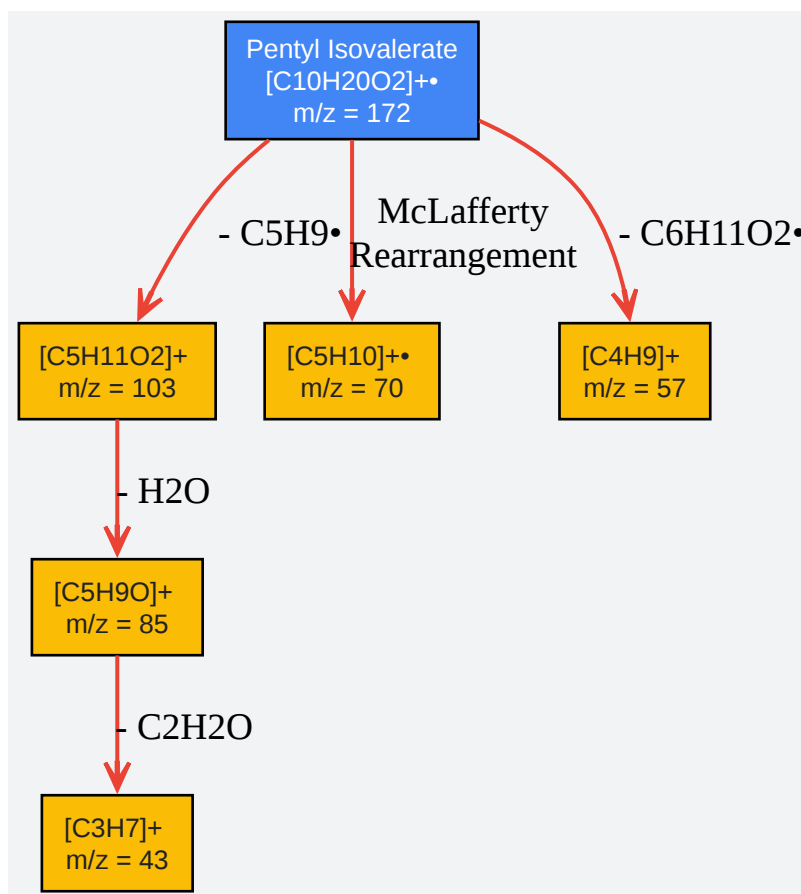 Pentyl Isovalerate
[C10H20O2]+•
m/z = 172
- C5H9•
McLafferty
Rearrangement
- C6H11O2•
[C5H11O2]+
m/z = 103
[C5H10]+•
m/z = 70
[C4H9]+
m/z = 57
- H2O
[C5H9O]+
m/z = 85
- C2H2O
[C3H7]+
m/z = 43